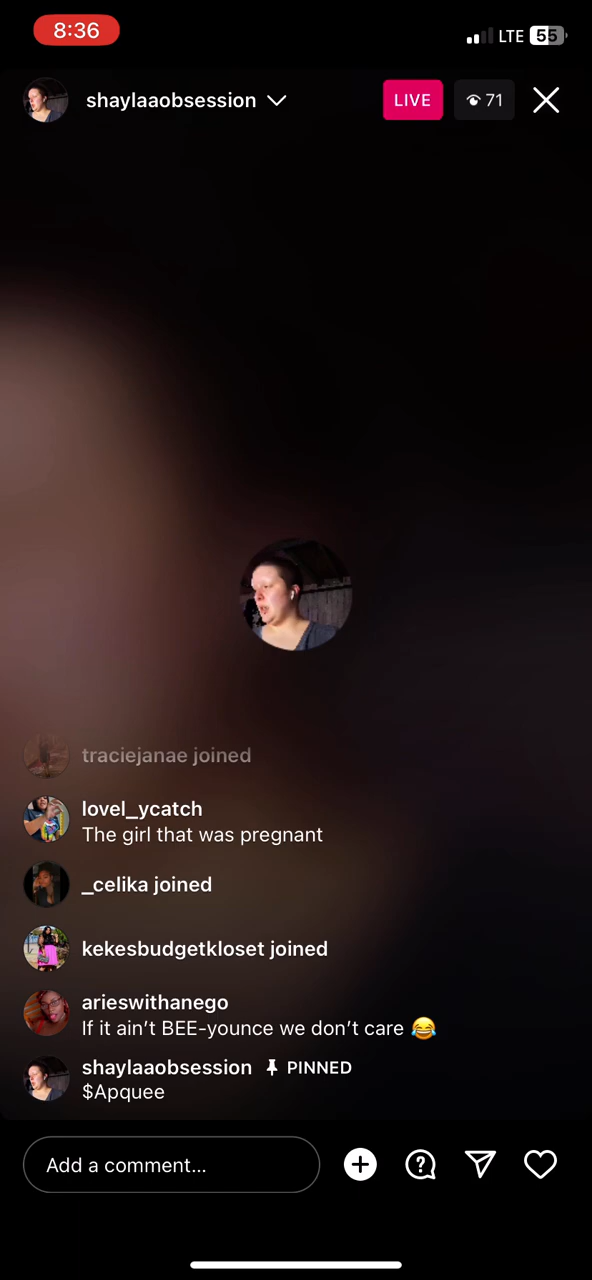 8:36
LTE 55
shaylaaobsession
LIVE
71
traciejanae joined
lovel_ycatch
The girl that was pregnant
_celika joined
kekesbudgetkloset joined
arieswithanego
If it ain’t BEE-younce we don’t care 😂
shaylaaobsession PINNED
$Apquee
Add a comment...